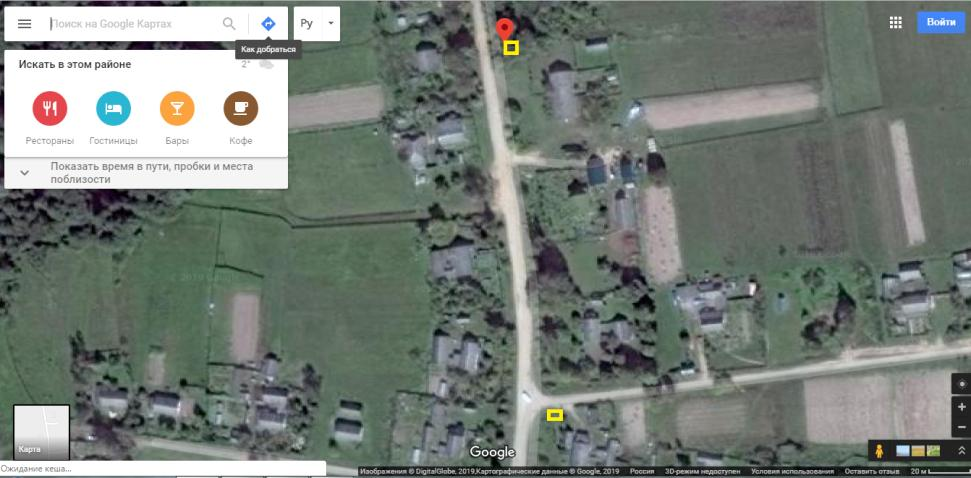 Поиск на Google Картах
Ру
Войти
Как добраться
Искать в этом районе
2°
Рестораны
Гостиницы
Бары
Кофе
Показать время в пути, пробки и места
поблизости
Карта
Google
Ожидание кеша...
Изображения © DigitalGlobe, 2019,Картографические данные © Google, 2019 Россия 3D-режим недоступен Условия использования Оставить отзыв 20 м